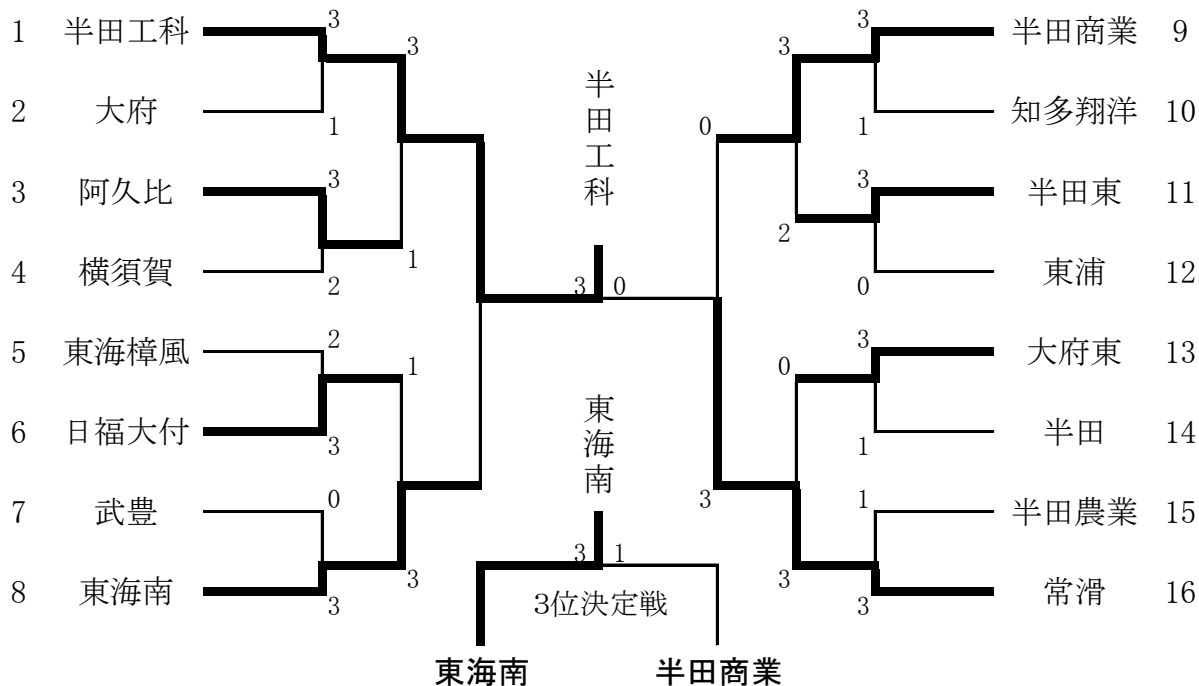 1 半田工科
2 大府
3 阿久比
4 横須賀
5 東海樟風
6 日福大付
7 武豊
8 東海南
3
1
3
2
2
3
0
3
3
1
1
3
半田工科
3 0
東海南
3 1
3位決定戦
東海南 半田商業
0
3
3
2
0
3
3
1
3
0
3
1
1
3
半田商業 9
知多翔洋 10
半田東 11
東浦 12
大府東 13
半田 14
半田農業 15
常滑 16